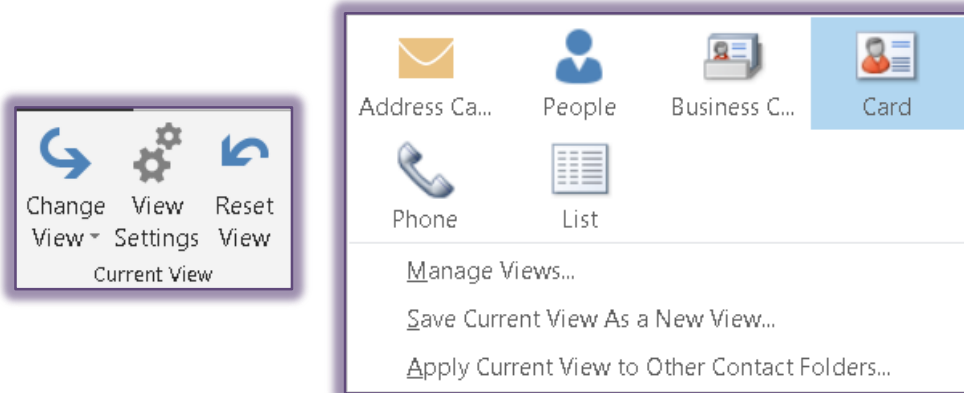 Change View Reset
View Settings View
Current View
Address Ca... People Business C... Card
Phone List
Manage Views...
Save Current View As a New View...
Apply Current View to Other Contact Folders...